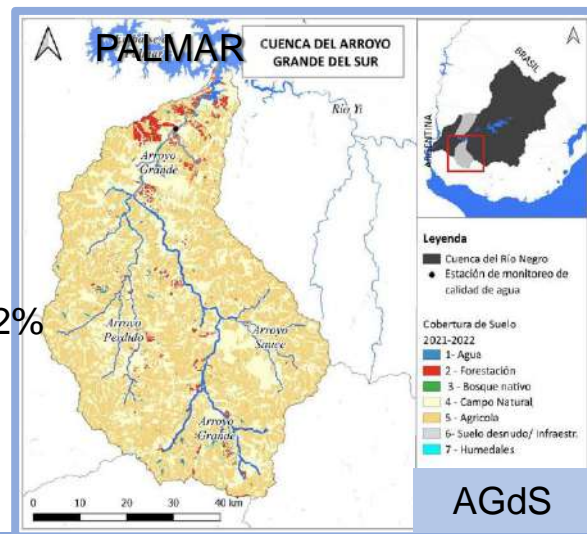 PALMAR
CUENCA DEL ARROYO
GRANDE DEL SUR
BRASIL
ARGENTINA
Río Yi
Arroyo
Grande
2%
Arroyo
Perdido
Arroyo
Sauce
Arroyo
Grande
Leyenda
Cuenca del Río Negro
Estación de monitoreo de
calidad de agua
Cobertura de Suelo
2021-2022
1- Agua
2 - Forestación
3 - Bosque nativo
4 - Campo Natural
5 - Agricola
6- Suelo desnudo/ Infraestr.
7 - Humedales
0 10 20 30 40 km
AGdS